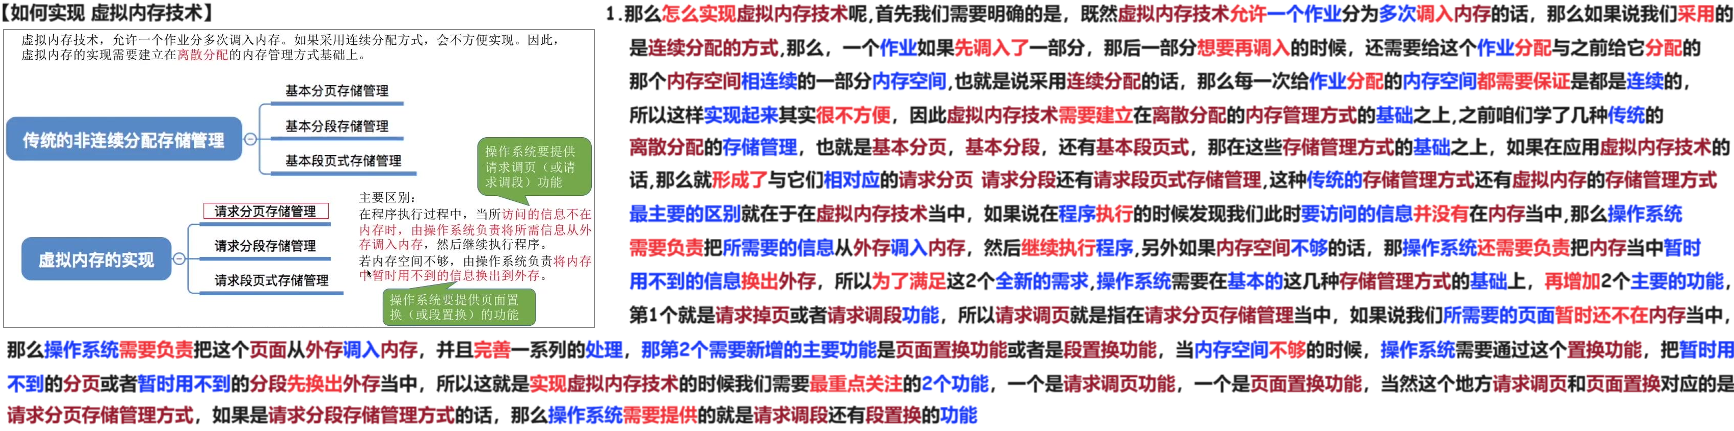 【如何实现 虚拟内存技术】
虚拟内存技术，允许一个作业分多次调入内存。如果采用连续分配方式，会不方便实现。因此，
虚拟内存的实现需要建立在离散分配的内存管理方式基础上。
传统的非连续分配存储管理
基本分页存储管理
基本分段存储管理
基本段页式存储管理
操作系统要提供
请求调页（或请
求调段）功能
虚拟内存的实现
请求分页存储管理
请求分段存储管理
请求段页式存储管理
主要区别：
在程序执行过程中，当所访问的信息不在
内存时，由操作系统负责将所需信息从外
存调入内存，然后继续执行程序。
若内存空间不够，由操作系统负责将内存
中暂时用不到的信息换出到外存。
操作系统要提供页面置
换（或段置换）的功能
1.那么怎么实现虚拟内存技术呢,首先我们需要明确的是，既然虚拟内存技术允许一个作业分为多次调入内存的话，那么如果说我们采用的
是连续分配的方式,那么，一个作业如果先调入了一部分，那后一部分想要再调入的时候，还需要给这个作业分配与之前给它分配的
那个内存空间相连续的一部分内存空间,也就是说采用连续分配的话，那么每一次给作业分配的内存空间都需要保证是都是连续的，
所以这样实现起来其实很不方便，因此虚拟内存技术需要建立在离散分配的内存管理方式的基础之上,之前咱们学了几种传统的
离散分配的存储管理，也就是基本分页，基本分段，还有基本段页式，那在这些存储管理方式的基础之上，如果在应用虚拟内存技术的
话,那么就形成了与它们相对应的请求分页 请求分段还有请求段页式存储管理,这种传统的存储管理方式还有虚拟内存的存储管理方式
最主要的区别就在于在虚拟内存技术当中，如果说在程序执行的时候发现我们此时要访问的信息并没有在内存当中,那么操作系统
需要负责把所需要的信息从外存调入内存，然后继续执行程序,另外如果内存空间不够的话，那操作系统还需要负责把内存当中暂时
用不到的信息换出外存，所以为了满足这2个全新的需求,操作系统需要在基本的这几种存储管理方式的基础上，再增加2个主要的功能，
第1个就是请求掉页或者请求调段功能，所以请求调页就是指在请求分页存储管理当中，如果说我们所需要的页面暂时还不在内存当中，
那么操作系统需要负责把这个页面从外存调入内存，并且完善一系列的处理，那第2个需要新增的主要功能是页面置换功能或者是段置换功能，当内存空间不够的时候，操作系统需要通过这个置换功能，把暂时用
不到的分页或者暂时用不到的分段先换出外存当中，所以这就是实现虚拟内存技术的时候我们需要最重点关注的2个功能，一个是请求调页功能，一个是页面置换功能，当然这个地方请求调页和页面置换对应的是
请求分页存储管理方式，如果是请求分段存储管理方式的话，那么操作系统需要提供的就是请求调段还有段置换的功能